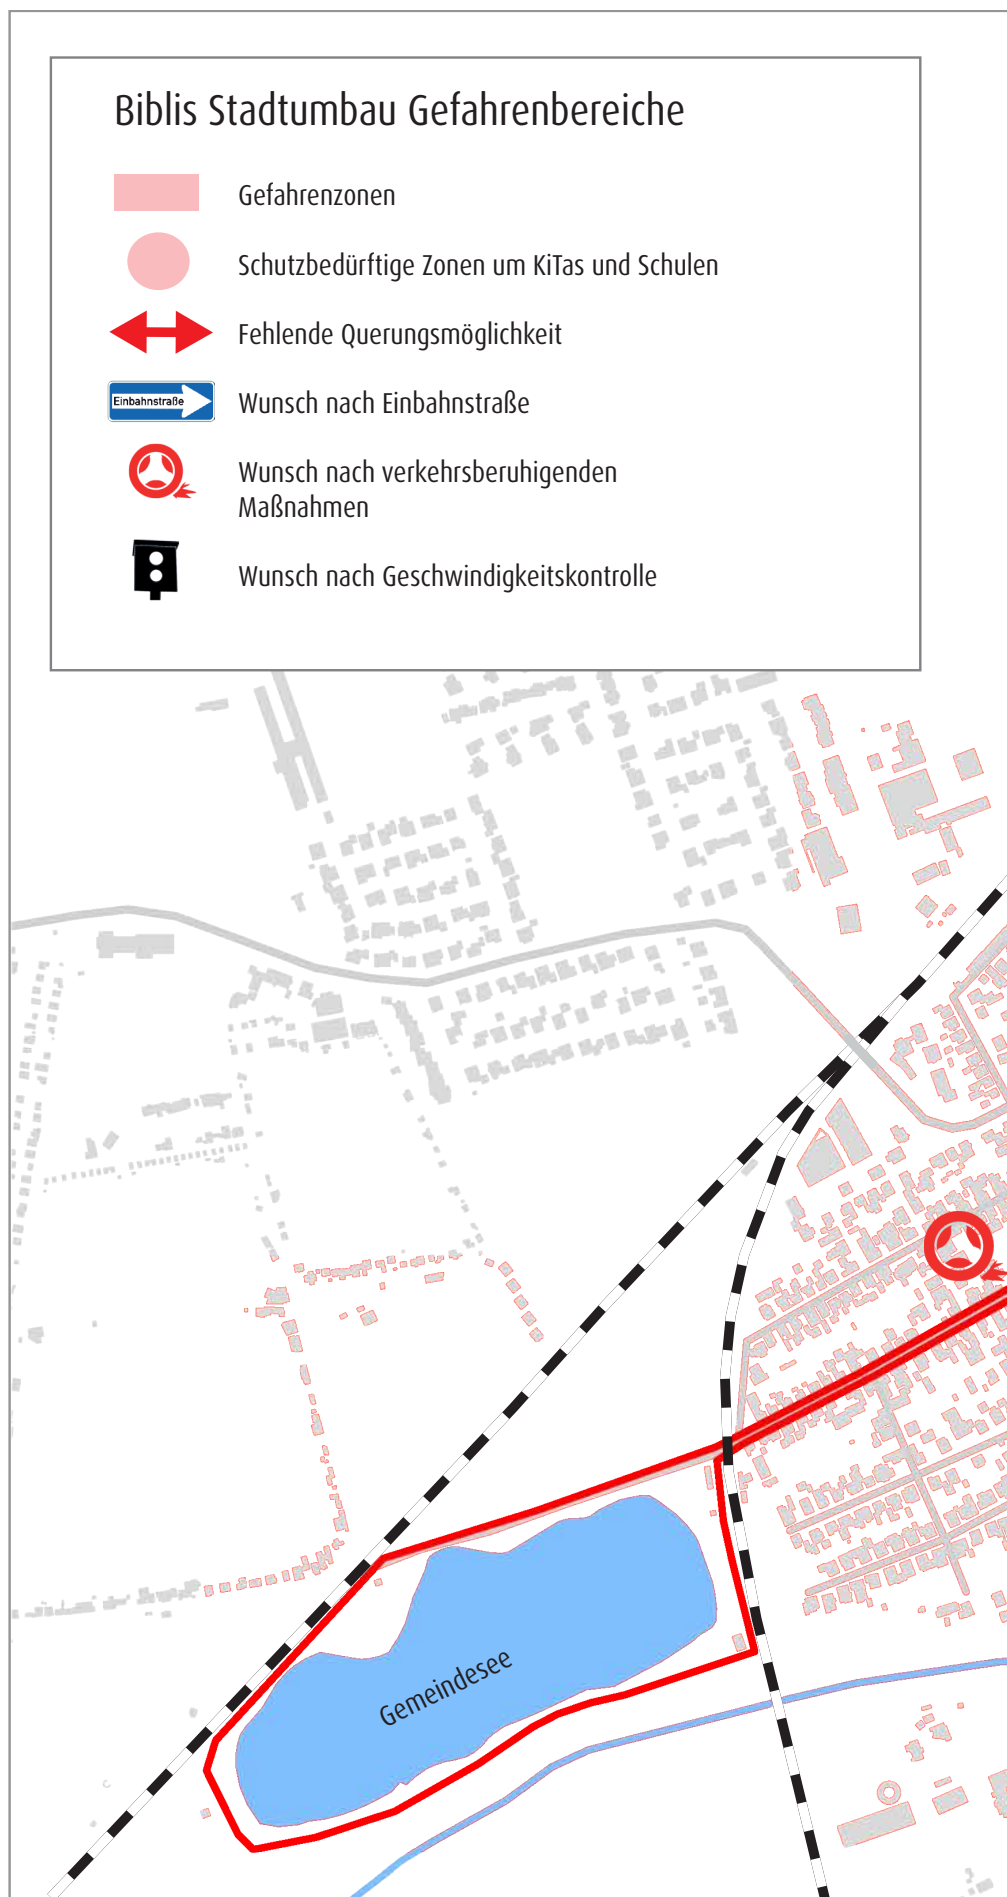 Biblis Stadtumbau Gefahrenbereiche
Gefahrenzonen
Schutzbedürftige Zonen um KiTas und Schulen
Fehlende Querungsmöglichkeit
Einbahnstraße
Wunsch nach Einbahnstraße
Wunsch nach verkehrsberuhigenden
Maßnahmen
Wunsch nach Geschwindigkeitskontrolle
Gemeindesee